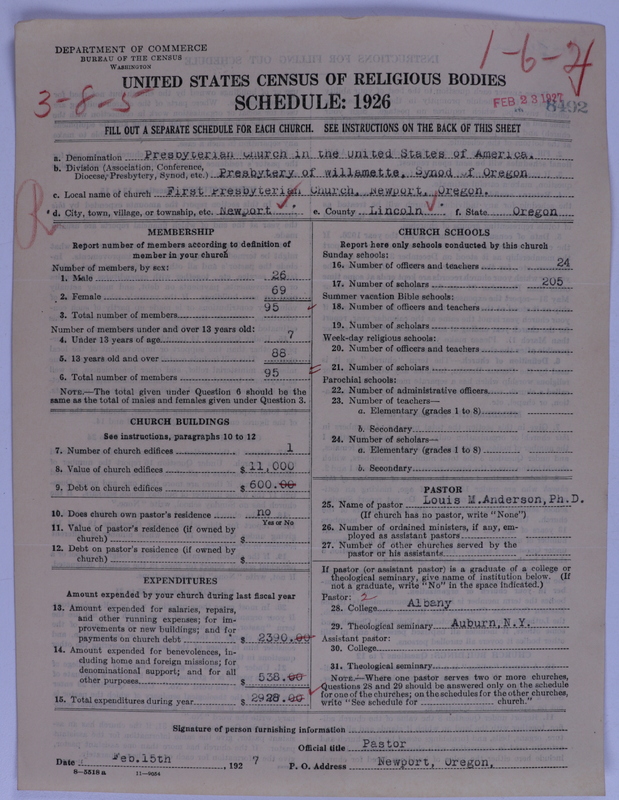 DEPARTMENT OF COMMERCE
BUREAU OF THE CENSUS
WASHINGTON
1-6-24
3-8-5
UNITED STATES CENSUS OF RELIGIOUS BODIES
SCHEDULE: 1926
FEB 23 1927
8492
FILL OUT A SEPARATE SCHEDULE FOR EACH CHURCH. SEE INSTRUCTIONS ON THE BACK OF THIS SHEET
a. Denomination Presbyterian Church in the United States of America.
b. Division (Association, Conference, Diocese, Presbytery, Synod, etc.) Presbytery of Willamette, Synod of Oregon
c. Local name of church First Presbyterian Church, Newport, Oregon.
d. City, town, village, or township, etc. Newport e. County Lincoln f. State Oregon
MEMBERSHIP
Report number of members according to definition of
member in your church
Number of members, by sex:
1. Male 26
2. Female 69
3. Total number of members 95
Number of members under and over 13 years old:
4. Under 13 years of age 7
5. 13 years old and over 88
6. Total number of members 95
NOTE.—The total given under Question 6 should be
same as the total of males and females given under Question 3.
CHURCH BUILDINGS
See instructions, paragraphs 10 to 12
7. Number of church edifices 1
8. Value of church edifices $11,000
9. Debt on church edifices $600.00
10. Does church own pastor's residence? no
Yes or No
11. Value of pastor's residence (if owned by
church) $
12. Debt on pastor's residence (if owned by
church) $
EXPENDITURES
Amount expended by your church during last fiscal year
13. Amount expended for salaries, repairs,
and other running expenses; for im-
provements or new buildings; and for
payments on church debt $ 2390.00
14. Amount expended for benevolences, in-
cluding home and foreign missions; for
denominational support; and for all
other purposes $ 538.00
15. Total expenditures during year $ 2928.00
CHURCH SCHOOLS
Report here only schools conducted by this church
Sunday schools:
16. Number of officers and teachers 24
17. Number of scholars 205
Summer vacation Bible schools:
18. Number of officers and teachers
19. Number of scholars
Week-day religious schools:
20. Number of officers and teachers
21. Number of scholars
Parochial schools:
22. Number of administrative officers
23. Number of teachers—
a. Elementary (grades 1 to 8)
b. Secondary
24. Number of scholars—
a. Elementary (grades 1 to 8)
b. Secondary
PASTOR
25. Name of pastor Louis M.Anderson,Ph.D.
(If church has no pastor, write "None")
26. Number of ordained ministers, if any, em-
ployed as assistant pastors
27. Number of other churches served by the
pastor or his assistants
If pastor (or assistant pastor) is a graduate of a college or
theological seminary, give name of institution below. (If
not a graduate, write "No" in the space indicated.)
Pastor: 2
28. College Albany
29. Theological seminary Auburn,N.Y.
Assistant pastor:
30. College
31. Theological seminary
NOTE.—Where one pastor serves two or more churches,
Questions 28 and 29 should be answered only on the schedule
for one of the churches; on the schedules for the other churches,
write "See schedule for church."
Signature of person furnishing information
Official title Pastor
Date Feb.15th, 1927 P. O. Address Newport, Oregon,
8-5518a 11-9054